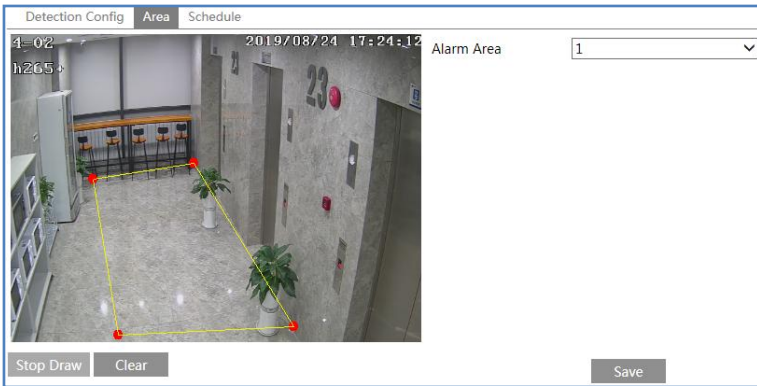 Detection Config Area Schedule
4-02 2019/08/24 17:24:12
h265+
23
Alarm Area 1
Stop Draw Clear
Save